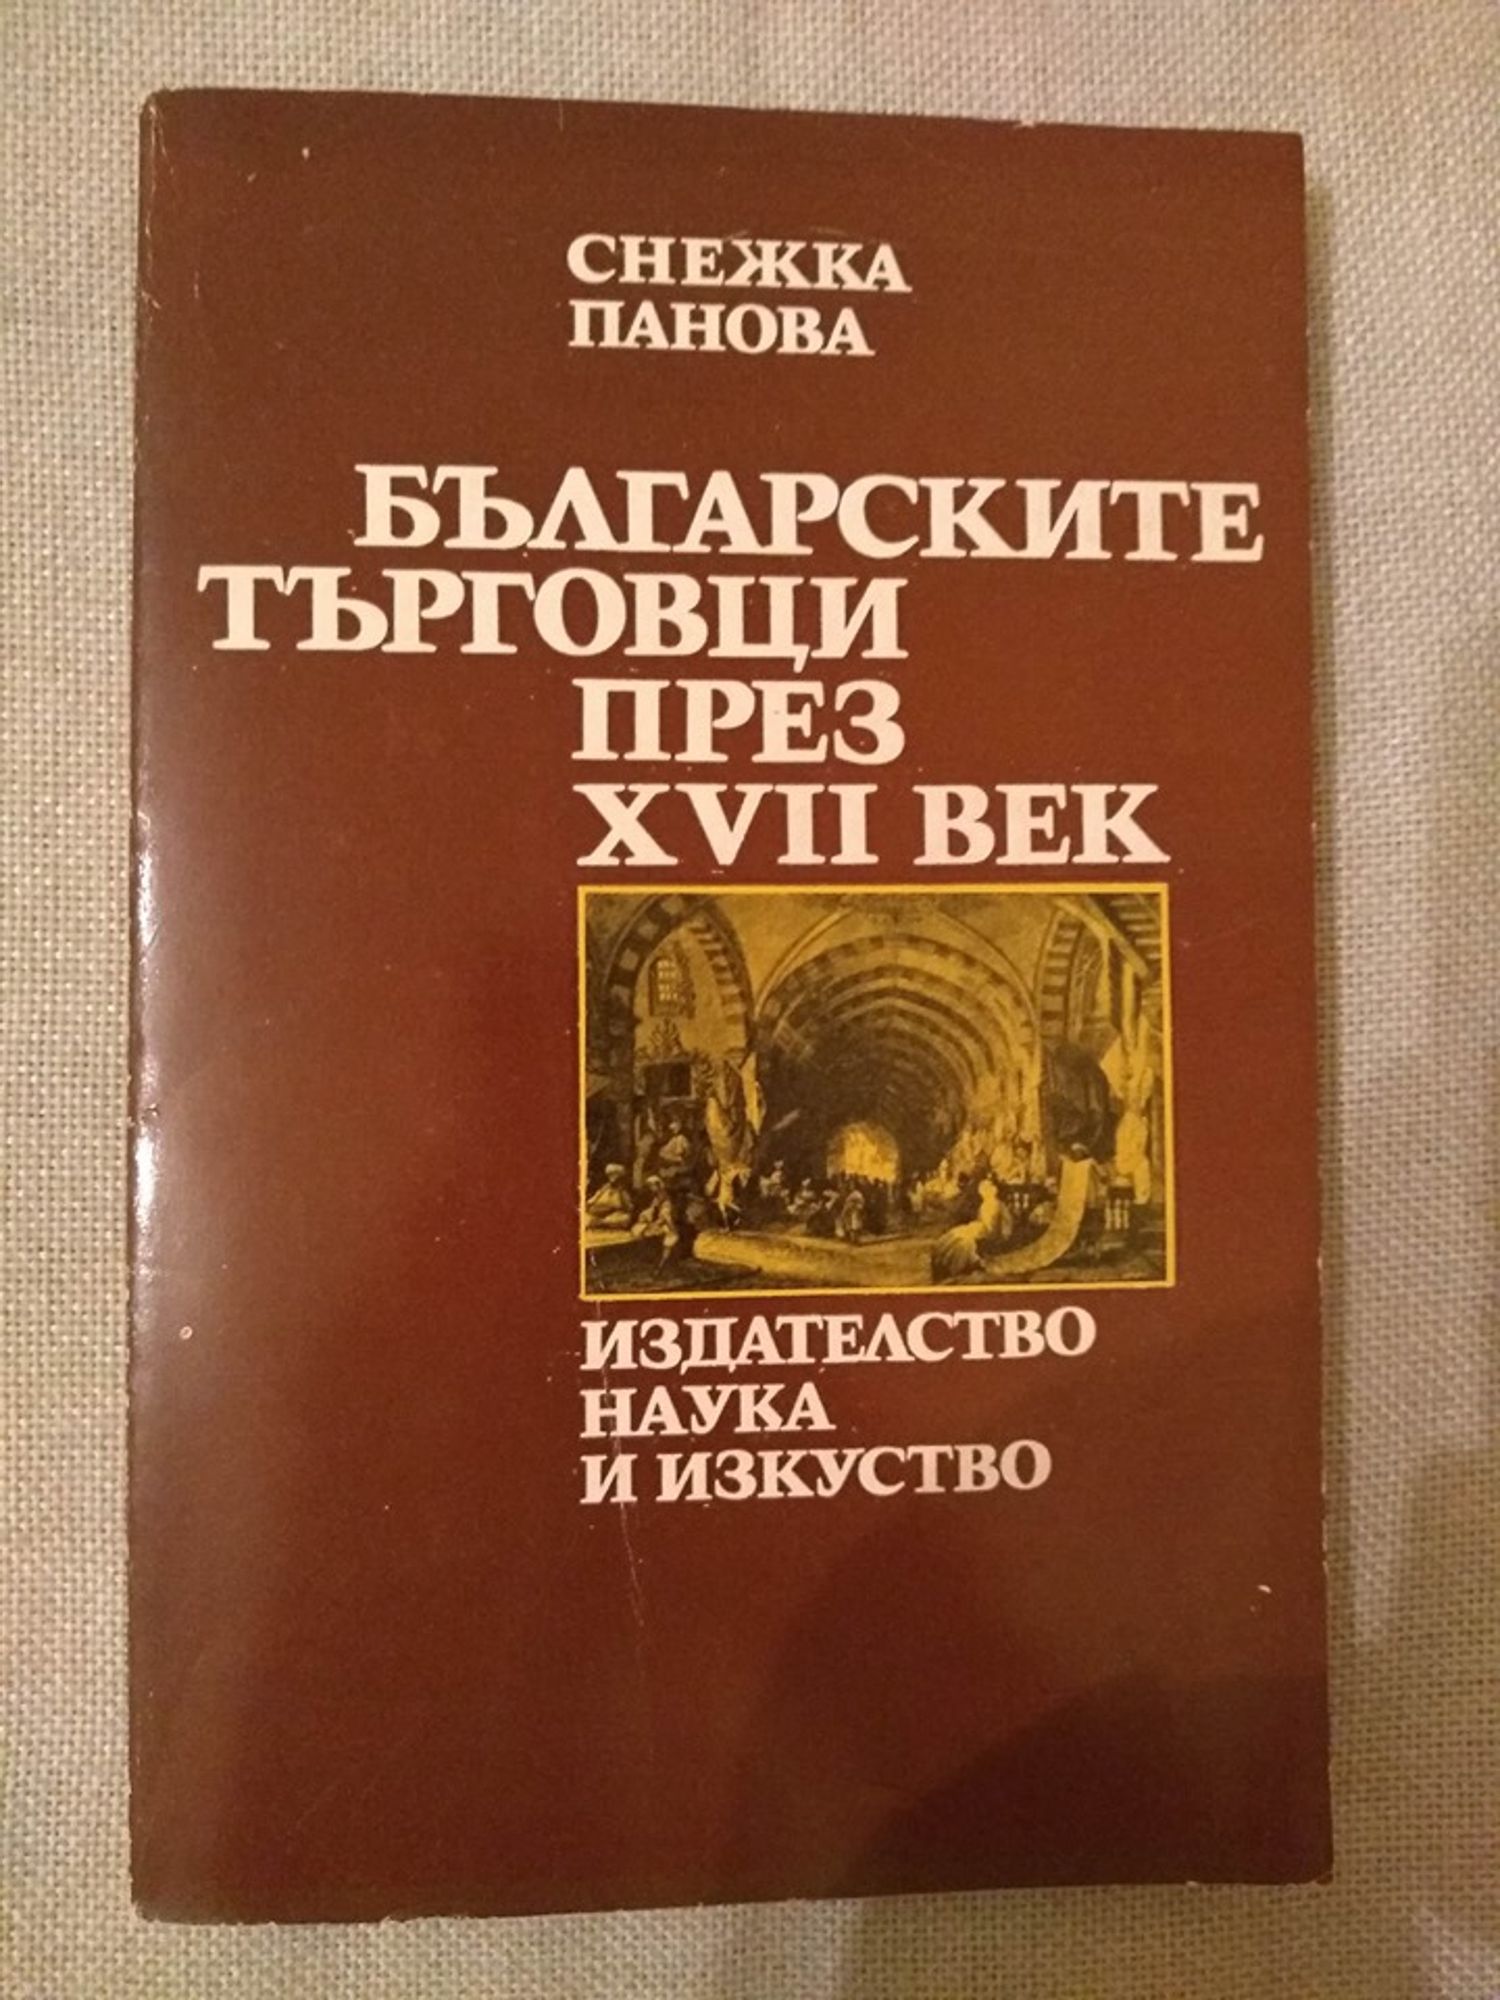 СНЕЖКА
ПАНОВА
БЪЛГАРСКИТЕ
ТЪРГОВЦИ
ПРЕЗ
XVII ВЕК
ИЗДАТЕЛСТВО
НАУКА
И ИЗКУСТВО